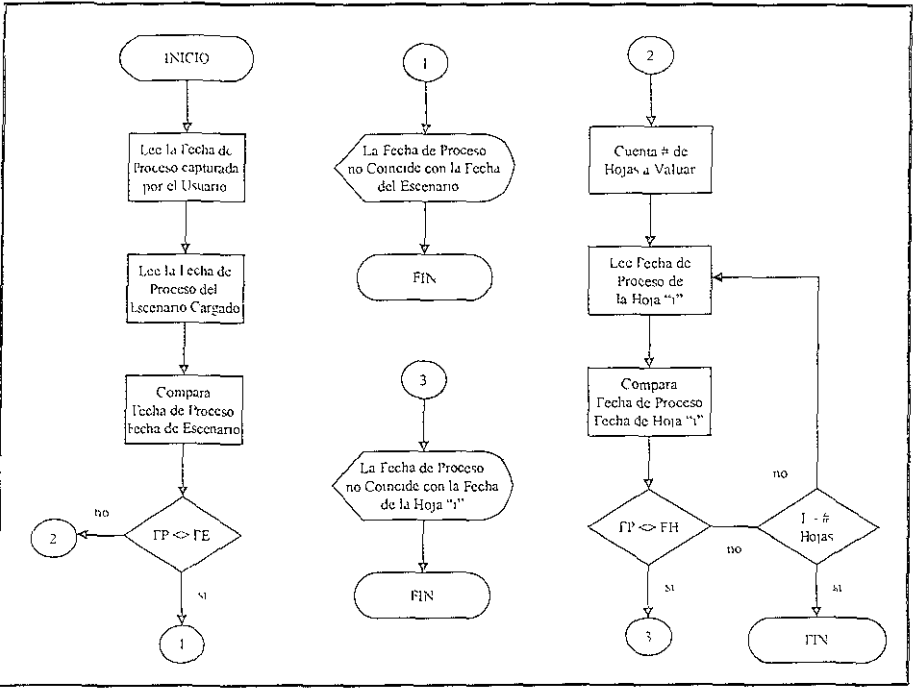 INICIO
Lee la Fecha de
Proceso capturada
por el Usuario
Lee la Fecha de
Proceso del
Escenario Cargado
Compara
Fecha de Proceso
Fecha de Escenario
FP <> FE
no
2
si
1
1
La Fecha de Proceso
no Coincide con la Fecha
del Escenario
FIN
3
La Fecha de Proceso
no Coincide con la Fecha
de la Hoja "i"
FIN
2
Cuenta # de
Hojas a Valuar
Lee Fecha de
Proceso de
la Hoja "i"
Compara
Fecha de Proceso
Fecha de Hoja "i"
FP <> FH
no
si
3
#
Hojas
no
si
FIN